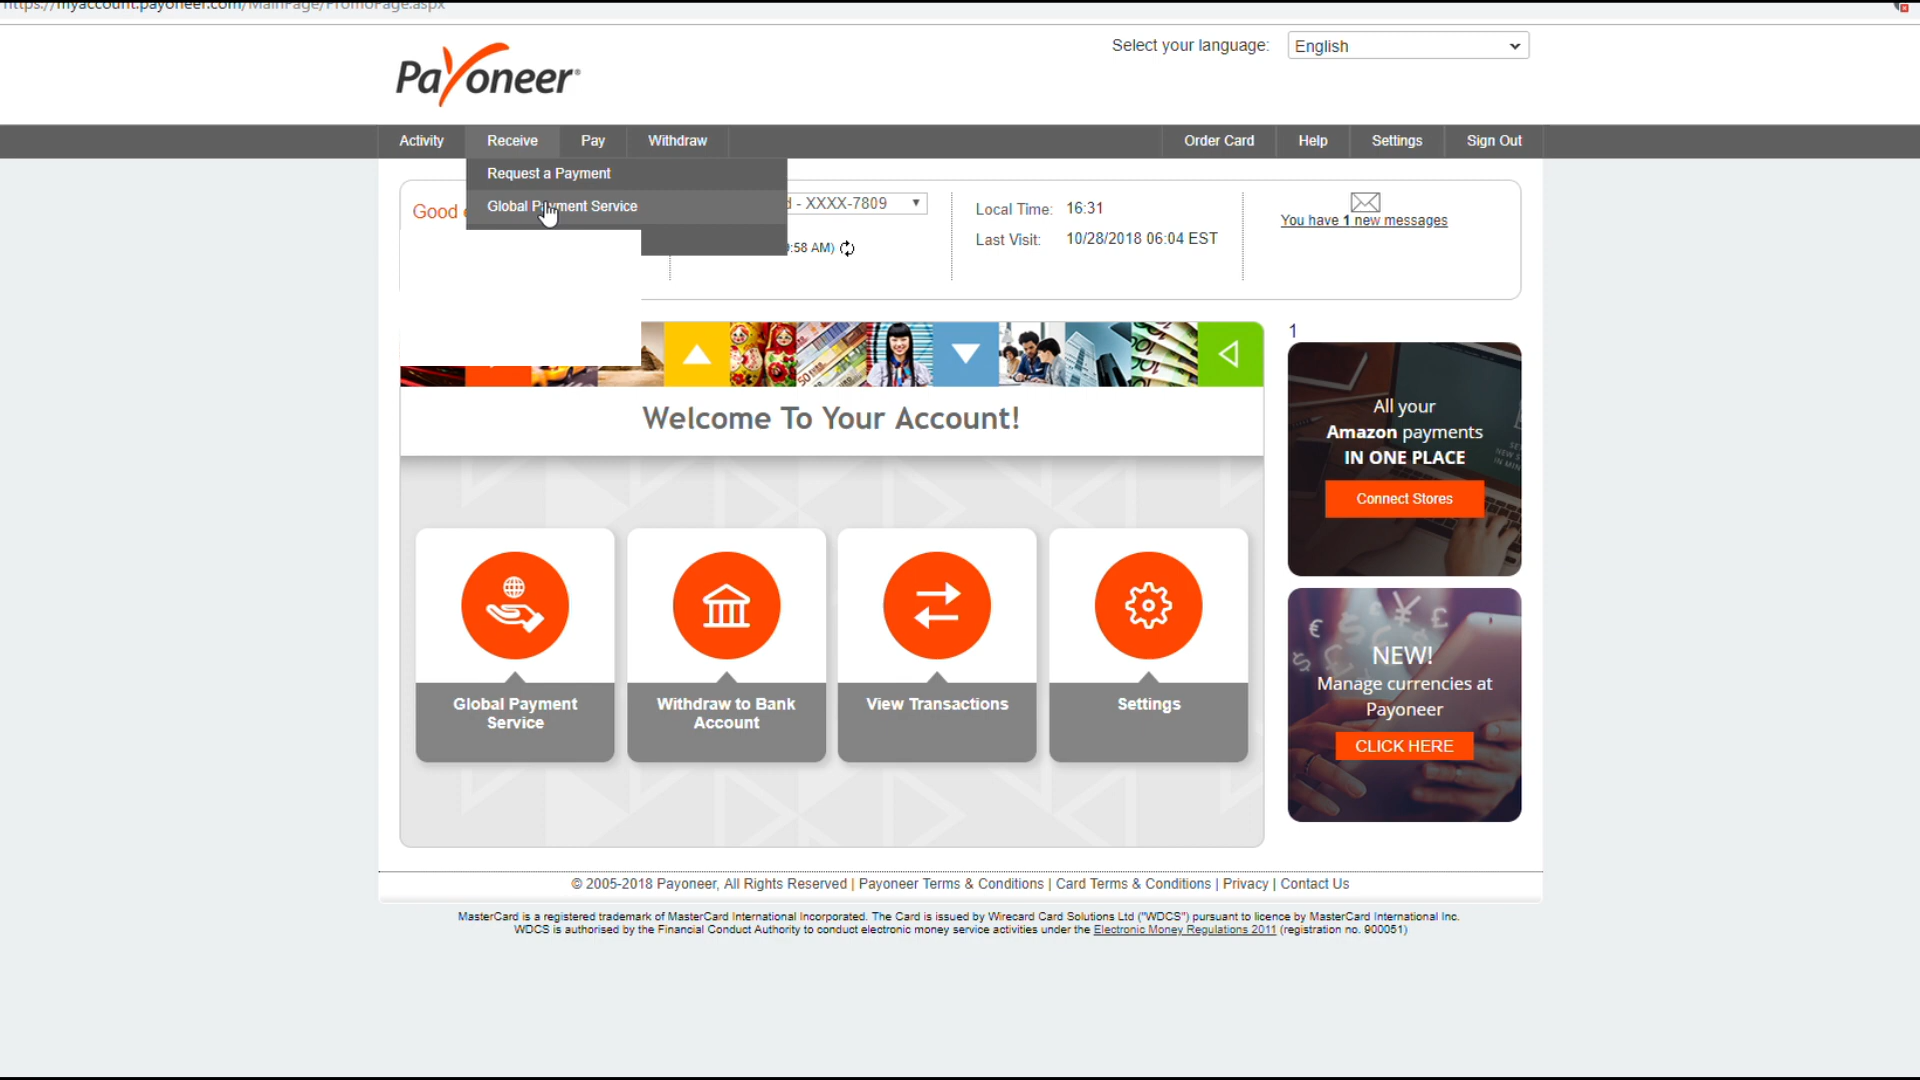 Payoneer
Select your language: English
Activity Receive Pay Withdraw Order Card Help Settings Sign Out
Request a Payment
Global Payment Service
Good
- XXXX-7809
:58 AM)
Local Time: 16:31
Last Visit: 10/28/2018 06:04 EST
You have 1 new messages
Welcome To Your Account!
Global Payment
Service
Withdraw to Bank
Account
View Transactions
Settings
1
All your
Amazon payments
IN ONE PLACE
Connect Stores
NEW!
Manage currencies at
Payoneer
CLICK HERE
© 2005-2018 Payoneer, All Rights Reserved | Payoneer Terms & Conditions | Card Terms & Conditions | Privacy | Contact Us
MasterCard is a registered trademark of MasterCard International Incorporated. The Card is issued by Wirecard Card Solutions Ltd ("WDCS") pursuant to licence by MasterCard International Inc.
WDCS is authorised by the Financial Conduct Authority to conduct electronic money service activities under the Electronic Money Regulations 2011 (registration no. 900051)